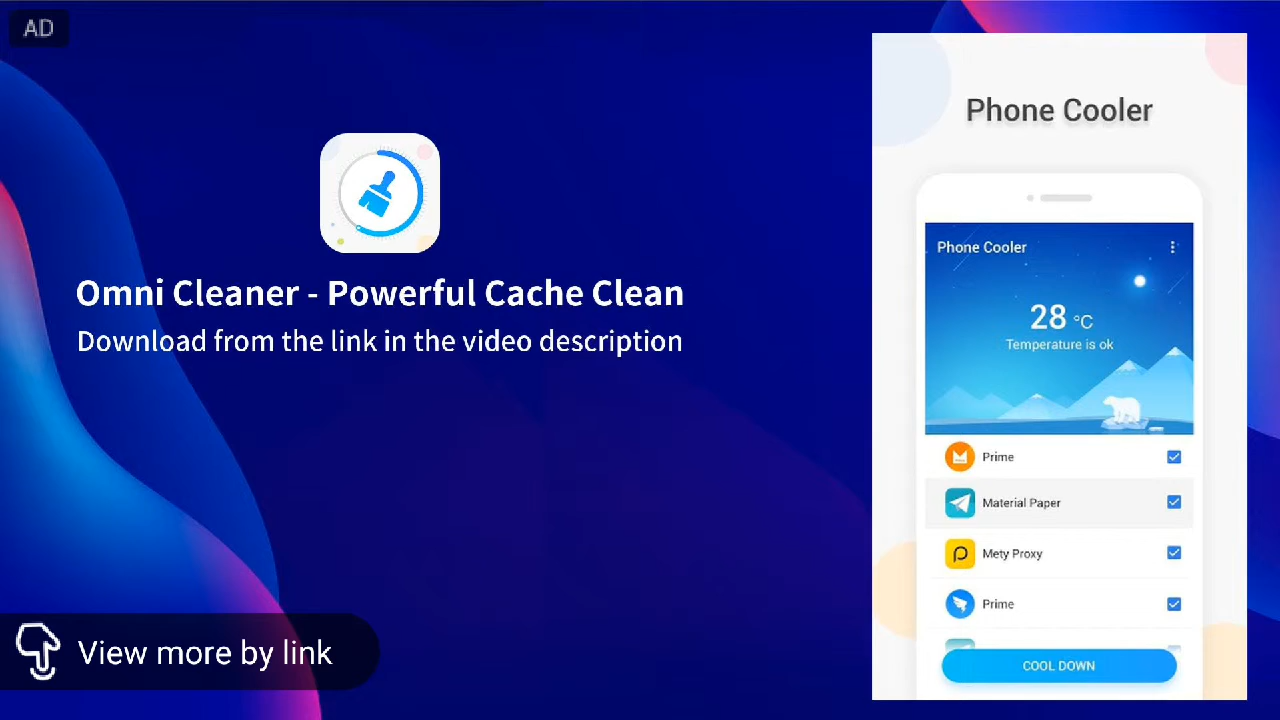 AD
Omni Cleaner - Powerful Cache Clean
Download from the link in the video description
View more by link
Phone Cooler
Phone Cooler
28 °C
Temperature is ok
Prime
Material Paper
Mety Proxy
Prime
COOL DOWN